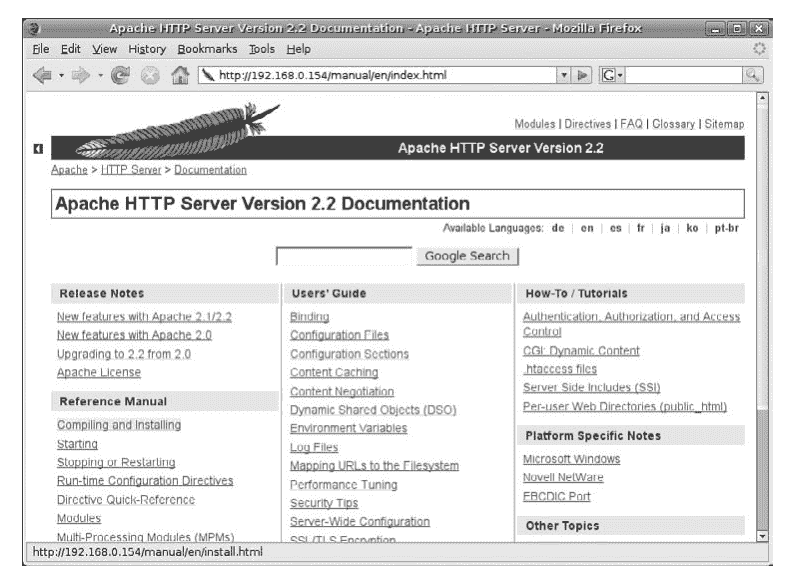 Apache HTTP Server Version 2.2 Documentation - Apache HTTP Server - Mozilla Firefox
File Edit View History Bookmarks Tools Help
http://192.168.0.154/manual/en/index.html
G
Modules | Directives | FAQ | Glossary | Sitemap
Apache HTTP Server Version 2.2
Apache > HTTP Server > Documentation
Apache HTTP Server Version 2.2 Documentation
Available Languages: de | en | es | fr | ja | ko | pt-br
Google Search
Release Notes
New features with Apache 2.1/2.2
New features with Apache 2.0
Upgrading to 2.2 from 2.0
Apache License
Reference Manual
Compiling and Installing
Starting
Stopping or Restarting
Run-time Configuration Directives
Directive Quick-Reference
Modules
Multi-Processing Modules (MPMs)
Users' Guide
Binding
Configuration Files
Configuration Sections
Content Caching
Content Negotiation
Dynamic Shared Objects (DSO)
Environment Variables
Log Files
Mapping URLs to the Filesystem
Performance Tuning
Security Tips
Server-Wide Configuration
SSL/TLS Encryption
How-To / Tutorials
Authentication, Authorization, and Access
Control
CGI: Dynamic Content
.htaccess files
Server Side Includes (SSI)
Per-user Web Directories (public_html)
Platform Specific Notes
Microsoft Windows
Novell NetWare
EBCDIC Port
Other Topics
http://192.168.0.154/manual/en/install.html